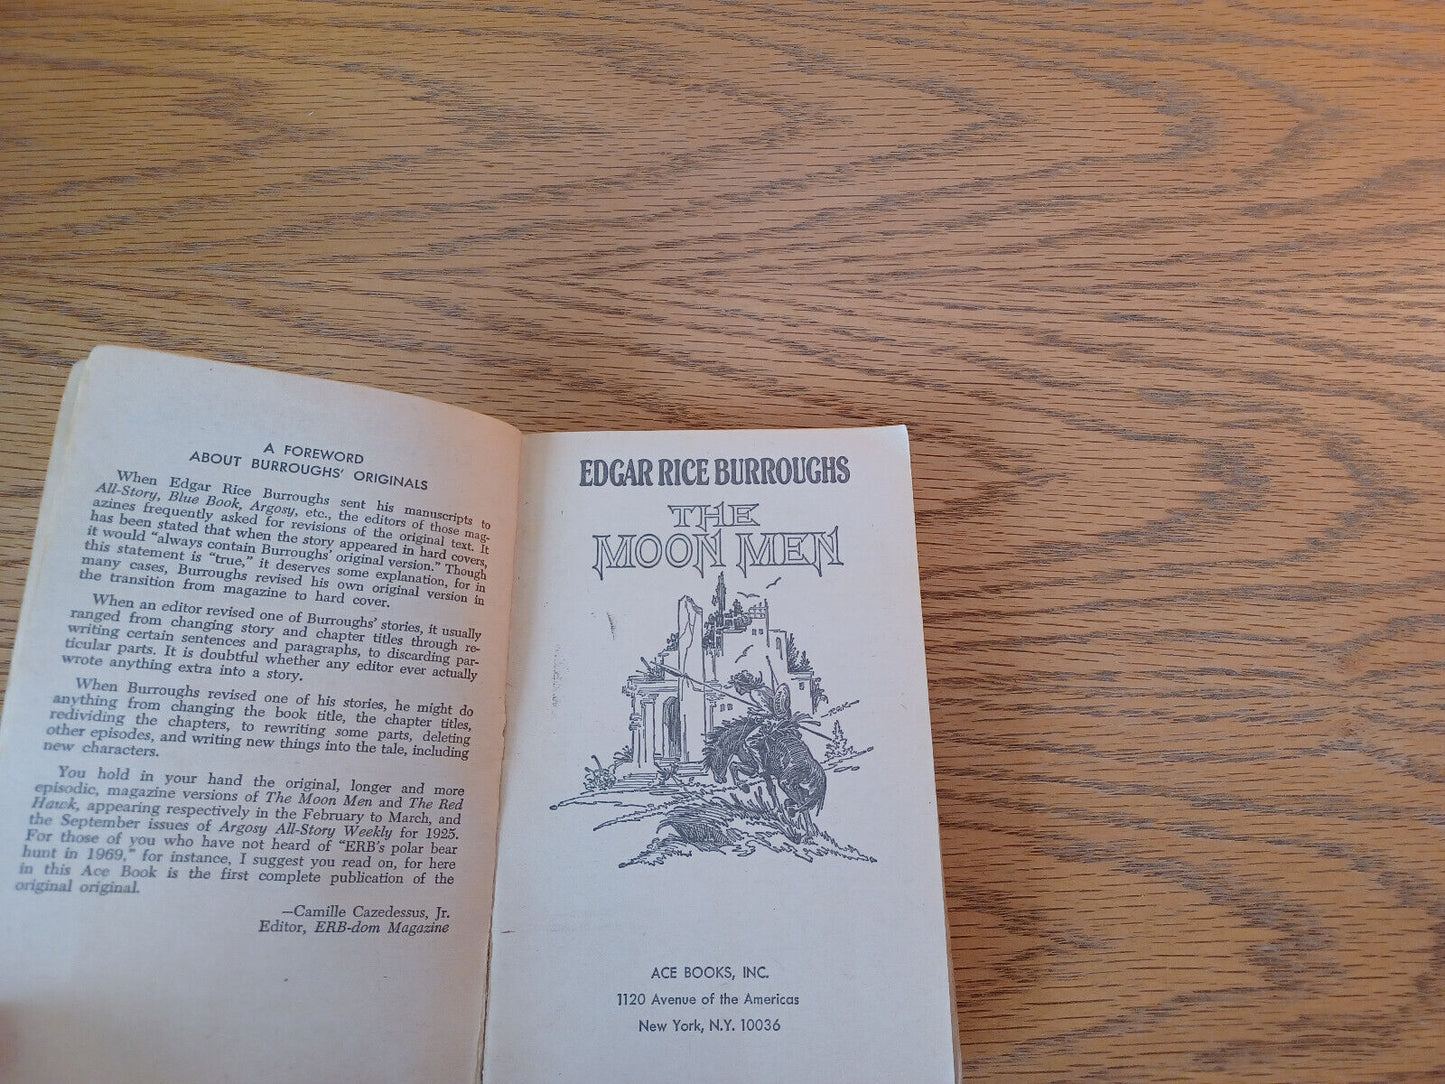 A FOREWORD
ABOUT BURROUGHS' ORIGINALS
When Edgar Rice Burroughs sent his manuscripts to
All-Story, Blue Book, Argosy, etc., the editors of those mag-
azines frequently asked for revisions of the original text. It
has been stated that when the story appeared in hard covers,
it would "always contain Burroughs' original version." Though
this statement is "true," it deserves some explanation, for in
many cases, Burroughs revised his own original version in
the transition from magazine to hard cover.
When an editor revised one of Burroughs' stories, it usually
ranged from changing story and chapter titles through re-
writing certain sentences and paragraphs, to discarding par-
ticular parts. It is doubtful whether any editor ever actually
wrote anything extra into a story.
When Burroughs revised one of his stories, he might do
anything from changing the book title, the chapter titles,
redividing the chapters, to rewriting some parts, deleting
other episodes, and writing new things into the tale, including
new characters.
You hold in your hand the original, longer and more
episodic, magazine versions of The Moon Men and The Red
Hawk, appearing respectively in the February to March, and
the September issues of Argosy All-Story Weekly for 1925.
For those of you who have not heard of "ERB's polar bear
hunt in 1969," for instance, I suggest you read on, for here
in this Ace Book is the first complete publication of the
original original.
—Camille Cazedessus, Jr.
Editor, ERB-dom Magazine
EDGAR RICE BURROUGHS
THE
MOON MEN
ACE BOOKS, INC.
1120 Avenue of the Americas
New York, N.Y. 10036